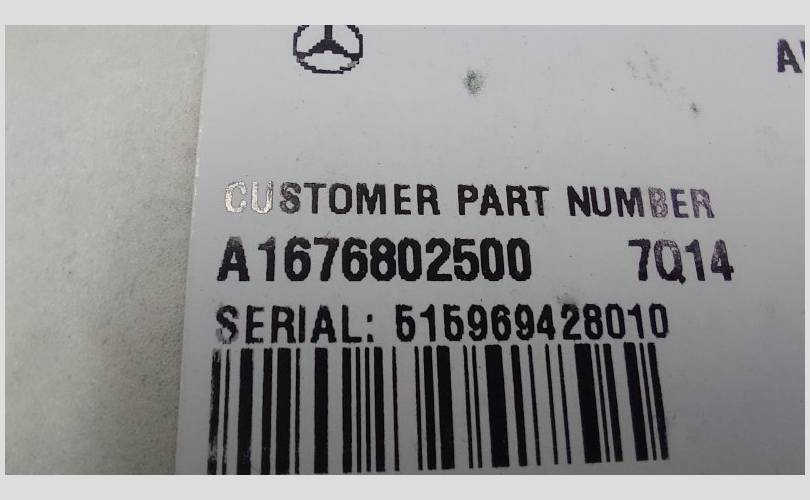 CUSTOMER PART NUMBER
A1676802500 7Q14
SERIAL: 515969428010